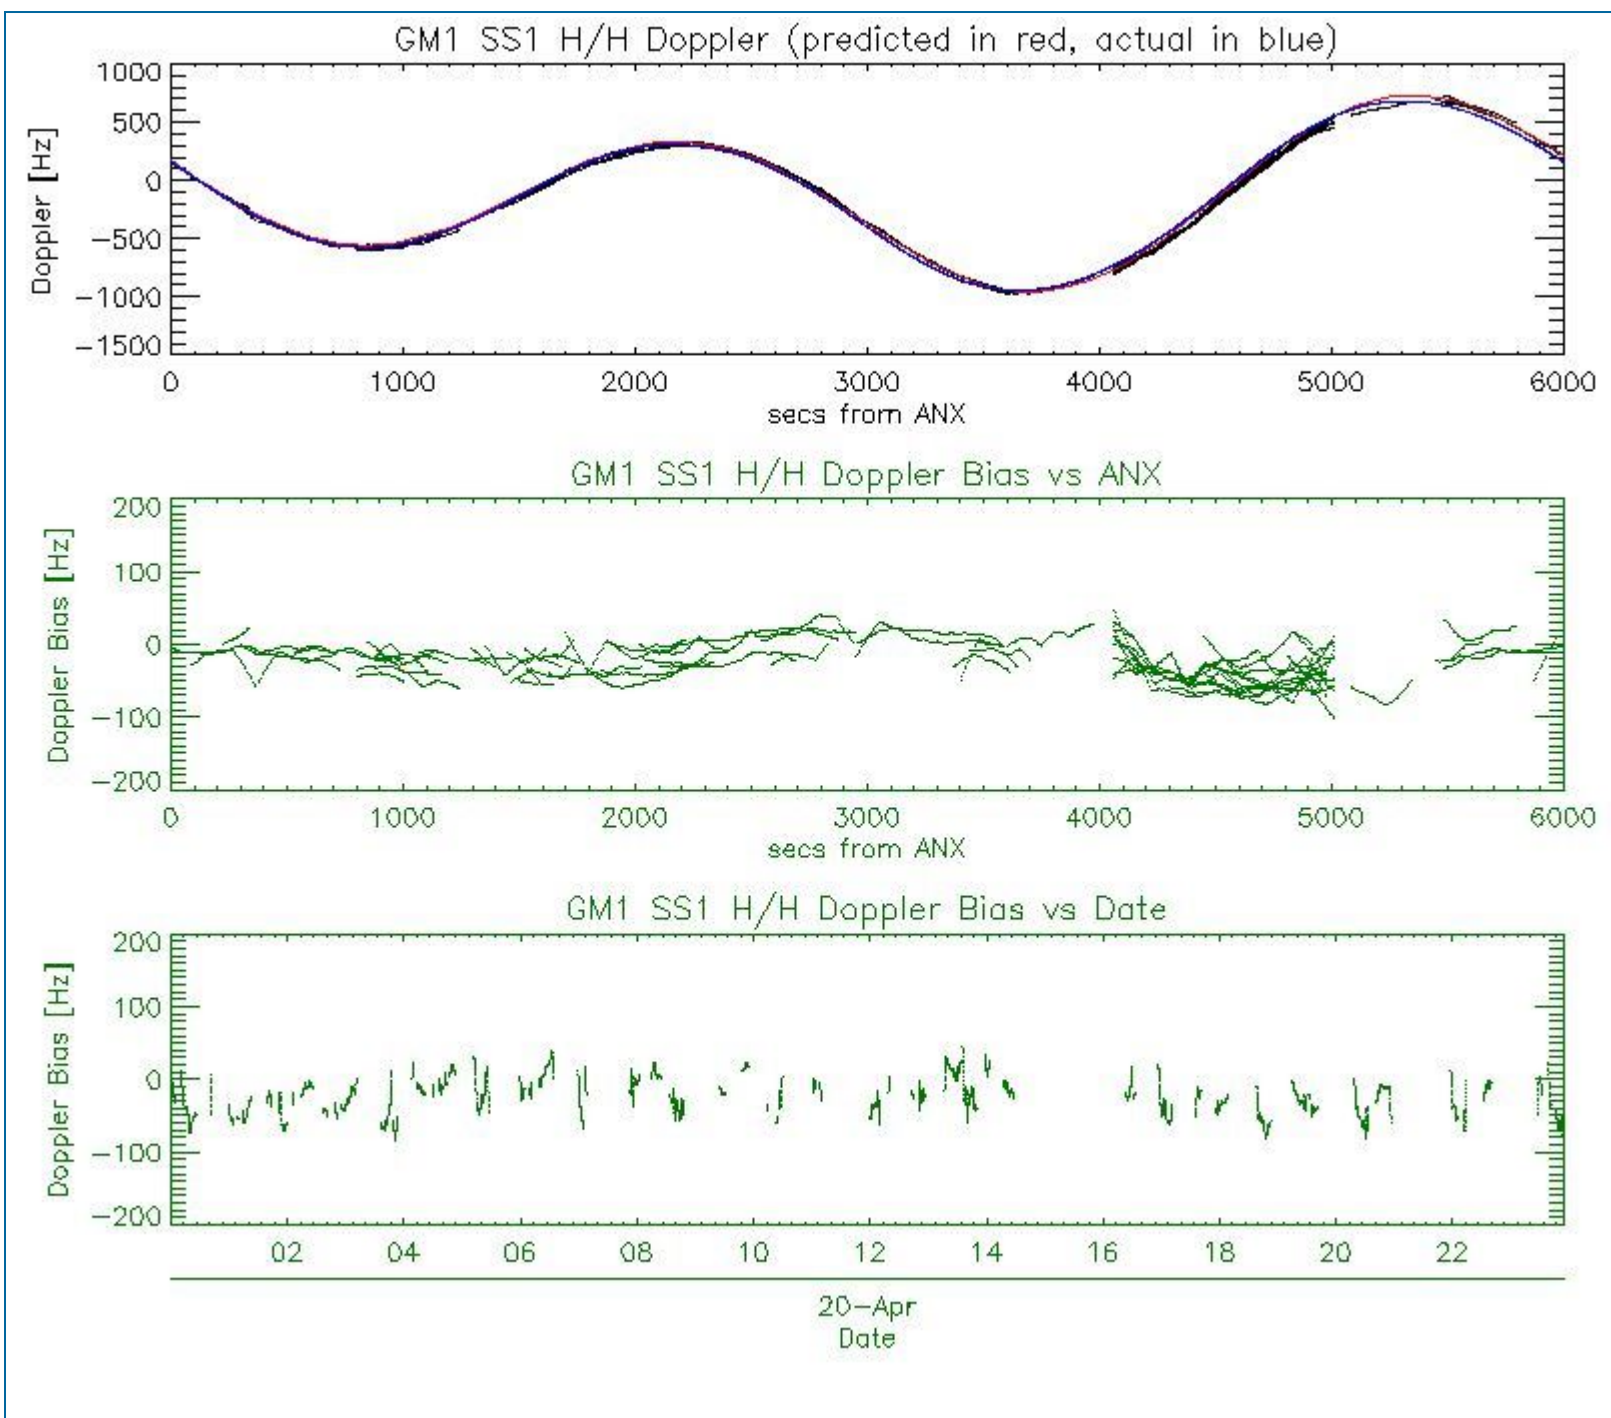 GM1 SS1 H/H Doppler (predicted in red, actual in blue)
Doppler [Hz]
1000
500
0
−500
−1000
−1500
0 1000 2000 3000 4000 5000 6000
secs from ANX
GM1 SS1 H/H Doppler Bias vs ANX
Doppler Bias [Hz]
200
100
0
−100
−200
0 1000 2000 3000 4000 5000 6000
secs from ANX
GM1 SS1 H/H Doppler Bias vs Date
Doppler Bias [Hz]
200
100
0
−100
−200
02 04 06 08 10 12 14 16 18 20 22
20−Apr
Date